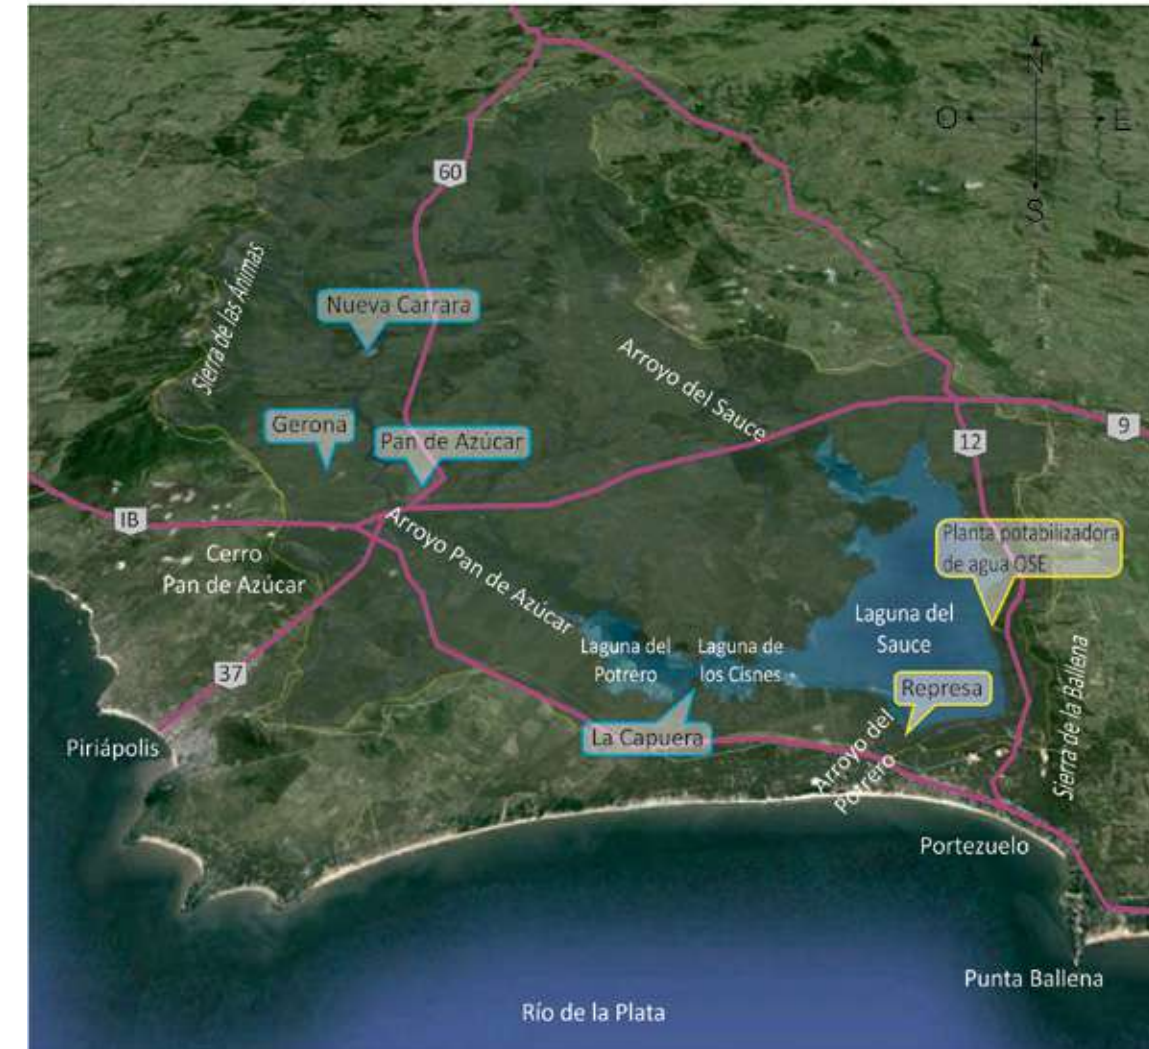 N
O
E
S
60
Sierra de las Ánimas
Nueva Carrara
Arroyo del Sauce
Gerona
Pan de Azúcar
9
12
IB
Arroyo Pan de Azúcar
Planta potabilizadora
de agua OSE
Cerro
Pan de Azúcar
Laguna del
Sauce
Laguna del
Potrero
Laguna de
los Cisnes
37
Represa
Sierra de la Ballena
La Capuera
Piriápolis
Arroyo del
Potrero
Portezuelo
Punta Ballena
Río de la Plata